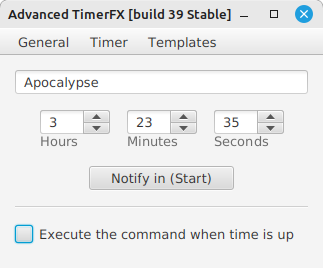 Advanced TimerFX [build 39 Stable]
General Timer Templates
Apocalypse
3 23 35
Hours Minutes Seconds
Notify in (Start)
Execute the command when time is up